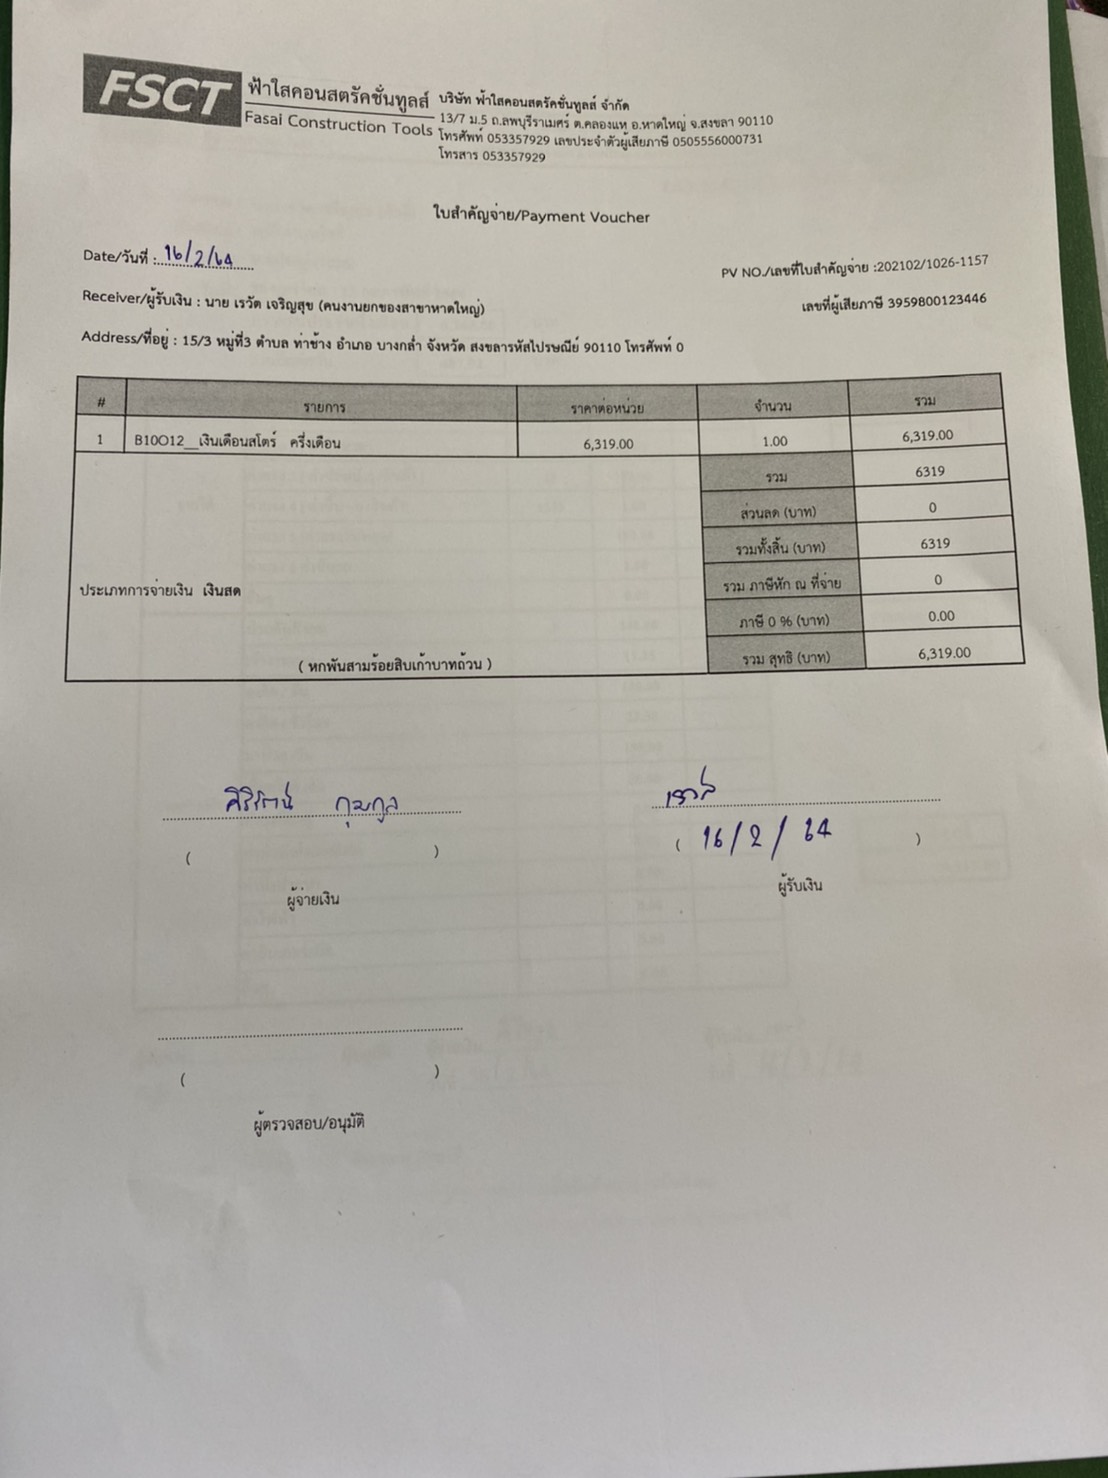 FSCT
ฟ้าใสคอนสตรัคชั่นทูลส์
Fasai Construction Tools
บริษัท ฟ้าใสคอนสตรัคชั่นทูลส์ จำกัด
13/7 ม.5 ถ.ลพบุรีราเมศร์ ต.คลองแห อ.หาดใหญ่ จ.สงขลา 90110
โทรศัพท์ 053357929 เลขประจำตัวผู้เสียภาษี 0505556000731
โทรสาร 053357929
ใบสำคัญจ่าย/Payment Voucher
Date/วันที่ : 16/2/64
PV NO./เลขที่ใบสำคัญจ่าย :202102/1026-1157
Receiver/ผู้รับเงิน : นาย เรวัต เจริญสุข (คนงานยกของสาขาหาดใหญ่)
เลขที่ผู้เสียภาษี 3959800123446
Address/ที่อยู่ : 15/3 หมู่ที่3 ตำบล ท่าช้าง อำเภอ บางกล่ำ จังหวัด สงขลารหัสไปรษณีย์ 90110 โทรศัพท์ 0
# รายการ ราคาต่อหน่วย จำนวน รวม
1 B10O12__เงินเดือนสโตร์ ครึ่งเดือน 6,319.00 1.00 6,319.00
รวม 6319
ส่วนลด (บาท) 0
รวมทั้งสิ้น (บาท) 6319
ประเภทการจ่ายเงิน เงินสด
รวม ภาษีหัก ณ ที่จ่าย 0
ภาษี 0 % (บาท) 0.00
( หกพันสามร้อยสิบเก้าบาทถ้วน )
รวม สุทธิ (บาท) 6,319.00
ศิริรัตน์ กุมกูล
( )
ผู้จ่ายเงิน
เรวัต
( 16/2/64 )
ผู้รับเงิน
( )
ผู้ตรวจสอบ/อนุมัติ